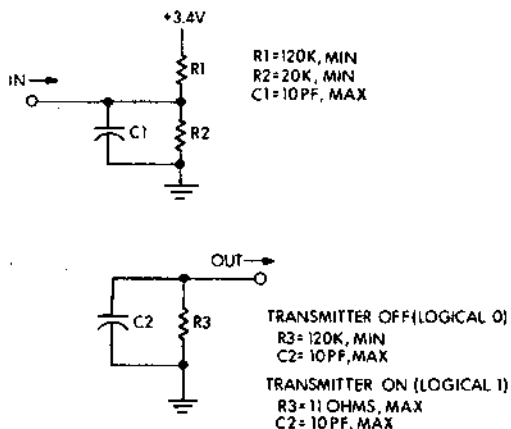 +3.4V
R1
R1=120K, MIN
R2=20K, MIN
C1=10PF, MAX
IN
C1
R2
OUT
C2
R3
TRANSMITTER OFF(LOGICAL 0)
R3=120K, MIN
C2=10PF, MAX
TRANSMITTER ON (LOGICAL 1)
R3=11 OHMS, MAX
C2=10 PF, MAX